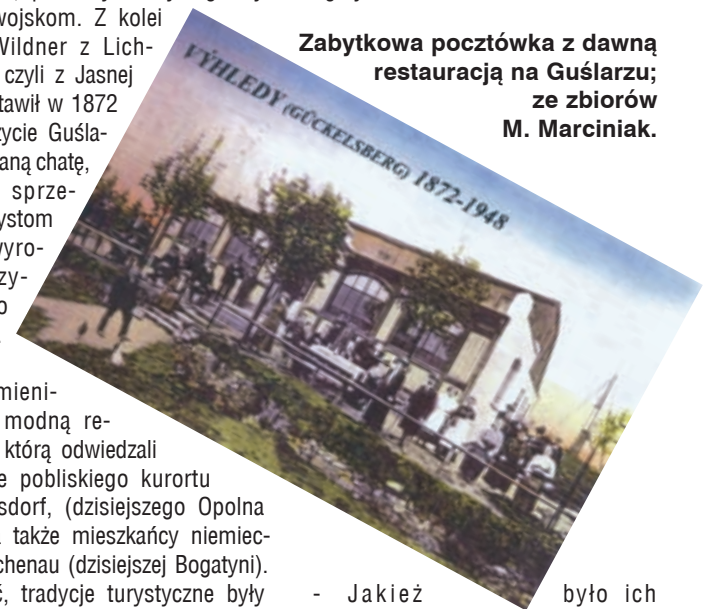 wojskom. Z kolei
Wildner z Lich-
czyli z Jasnej
tawił w 1872
życie Guśla-
aną chatę,
sprze-
ystom
wyro-
zy-
o
mieni-
modną re-
którą odwiedzali
e pobliskiego kurortu
sdorf, (dzisiejszego Opolna
a także mieszkańcy niemiec-
chenau (dzisiejszej Bogatyni).
ć, tradycje turystyczne były
Zabytkowa pocztówka z dawną
restauracją na Guślarzu;
ze zbiorów
M. Marciniak.
VÝHLEDY (GÜCKELSBERG) 1872-1948
- Jakież było ich